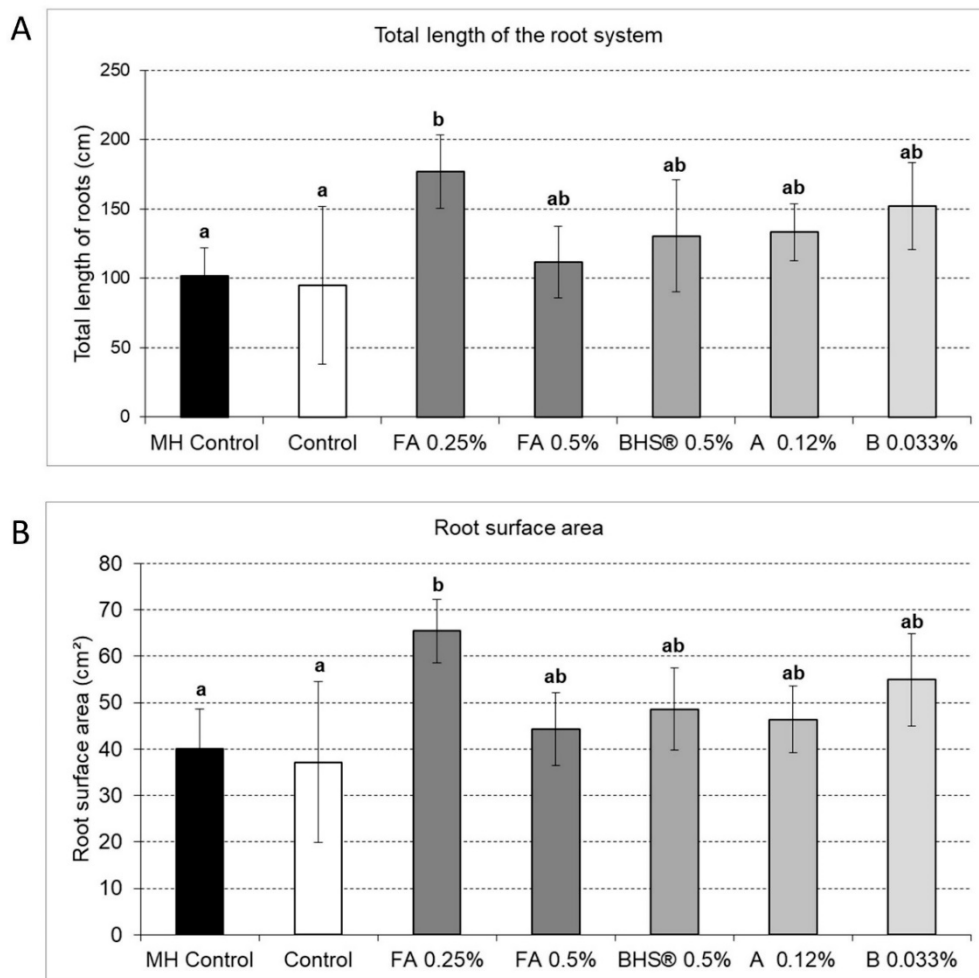 A
Total length of the root system
Total length of roots (cm)
250
200
150
100
50
0
a
a
b
ab
ab
ab
ab
MH Control
Control
FA 0.25%
FA 0.5%
BHS® 0.5%
A 0.12%
B 0.033%
B
Root surface area
Root surface area (cm²)
80
70
60
50
40
30
20
10
0
a
a
b
ab
ab
ab
ab
MH Control
Control
FA 0.25%
FA 0.5%
BHS® 0.5%
A 0.12%
B 0.033%